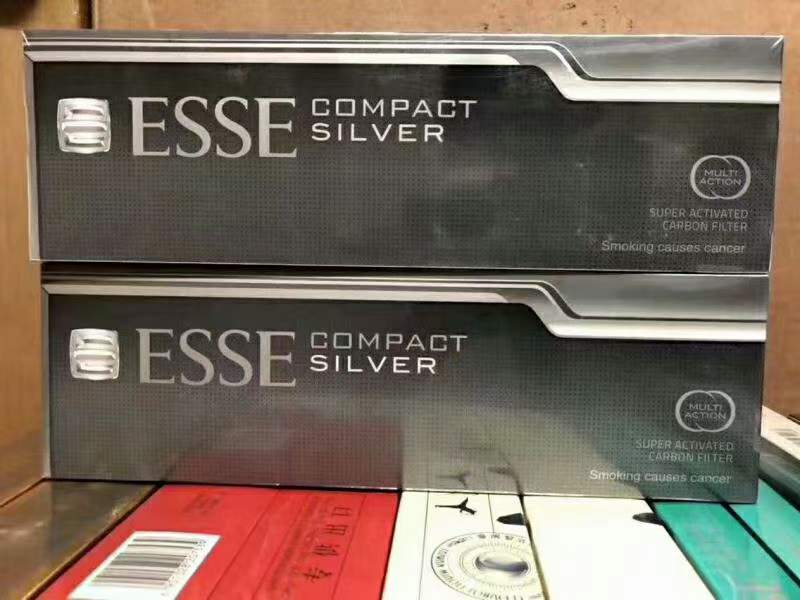 ESSE COMPACT
SILVER
MULTI
ACTION
SUPER ACTIVATED
CARBON FILTER
Smoking causes cancer
ESSE COMPACT
SILVER
MULTI
ACTION
SUPER ACTIVATED
CARBON FILTER
Smoking causes cancer